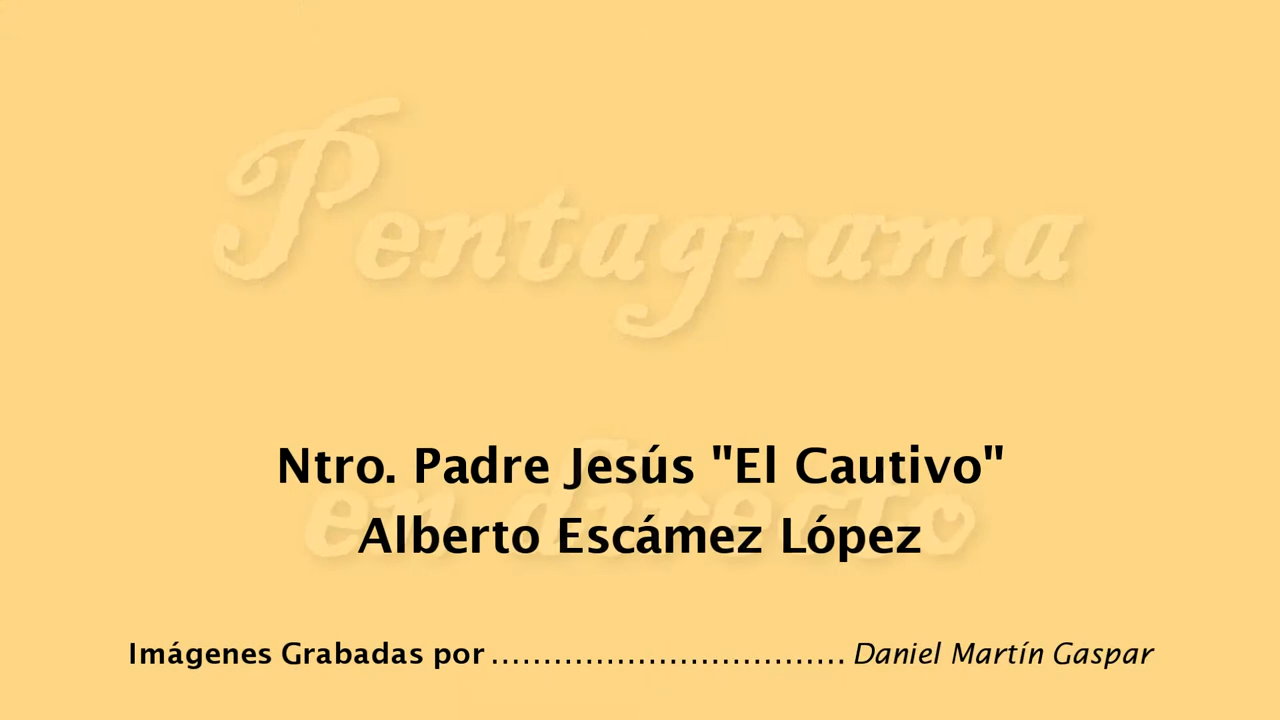 Pentagrama
Ntro. Padre Jesús "El Cautivo"
en directo
Alberto Escámez López
Imágenes Grabadas por .................................. Daniel Martín Gaspar